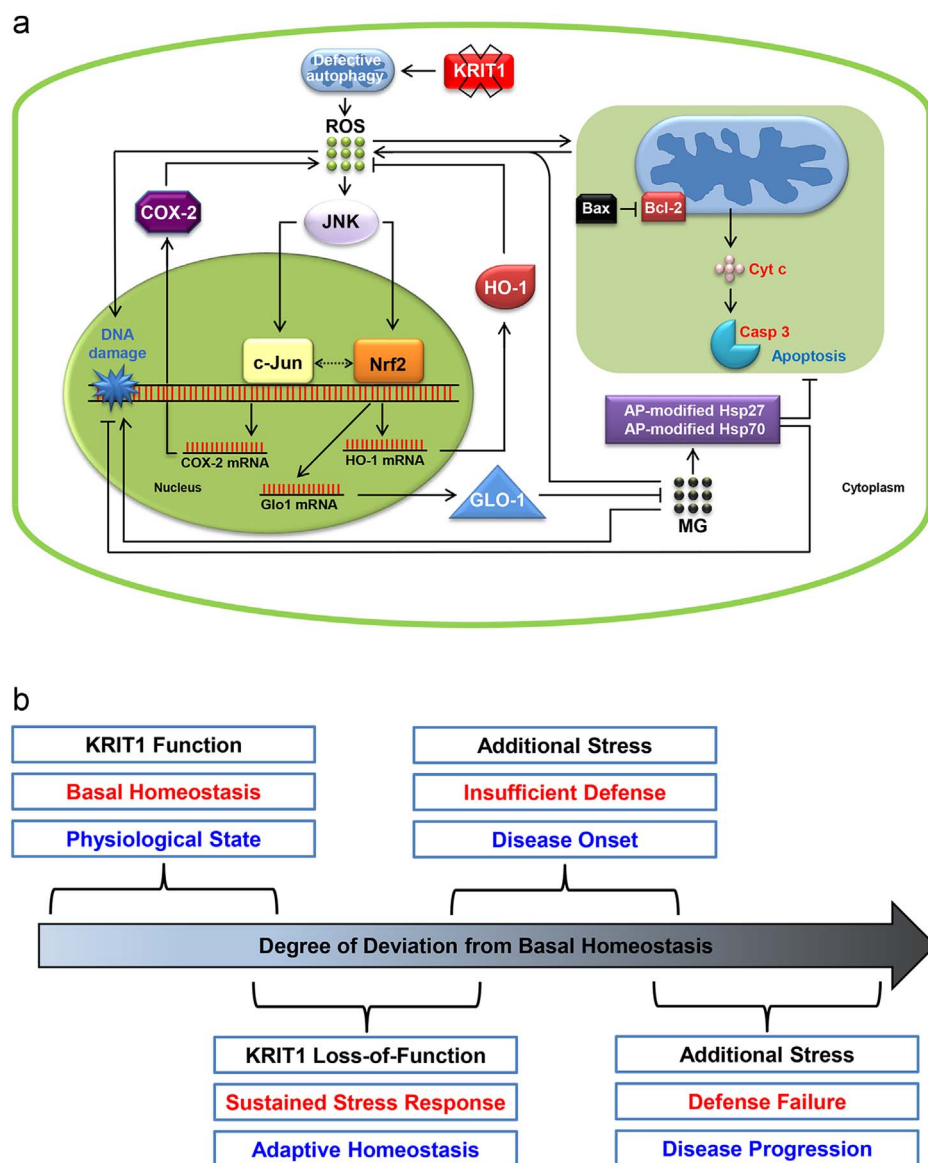 a
Defective
autophagy
KRIT1
ROS
COX-2
JNK
Bax
Bcl-2
HO-1
Cyt c
DNA
damage
c-Jun
Nrf2
Casp 3
Apoptosis
AP-modified Hsp27
AP-modified Hsp70
COX-2 mRNA
HO-1 mRNA
Nucleus
Glo1 mRNA
GLO-1
MG
Cytoplasm
b
KRIT1 Function
Basal Homeostasis
Physiological State
Additional Stress
Insufficient Defense
Disease Onset
Degree of Deviation from Basal Homeostasis
KRIT1 Loss-of-Function
Sustained Stress Response
Adaptive Homeostasis
Additional Stress
Defense Failure
Disease Progression